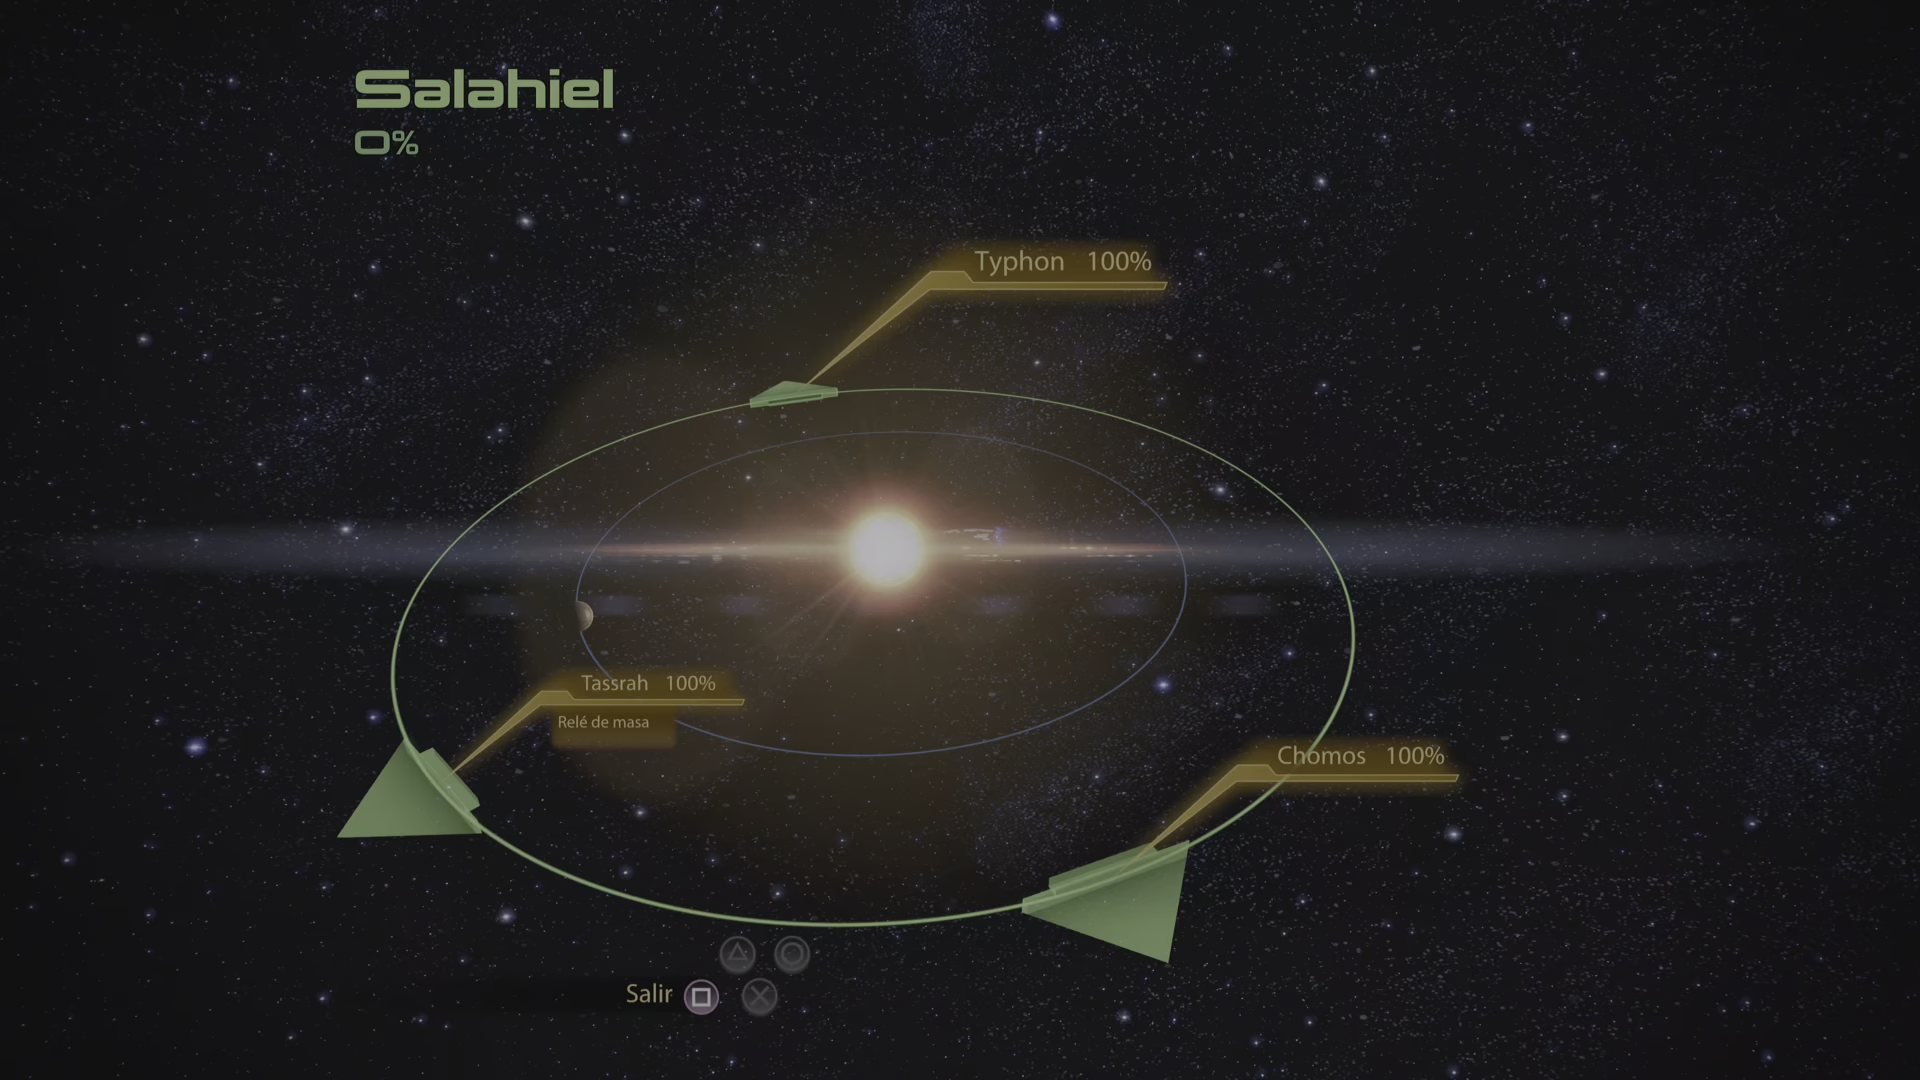 Salahiel
0%
Typhon 100%
Tassrah 100%
Relé de masa
Chomos 100%
Salir